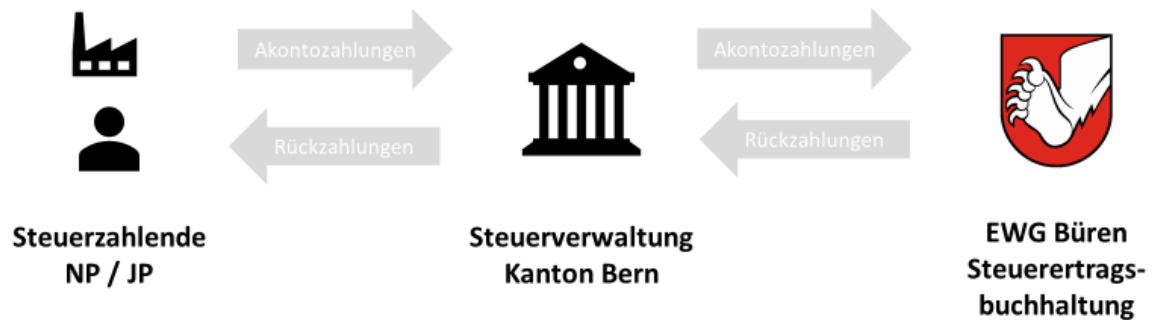 Akontozahlungen
Akontozahlungen
Rückzahlungen
Rückzahlungen
Steuerzahlende
NP / JP
Steuerverwaltung
Kanton Bern
EWG Büren
Steuerertrags-
buchhaltung